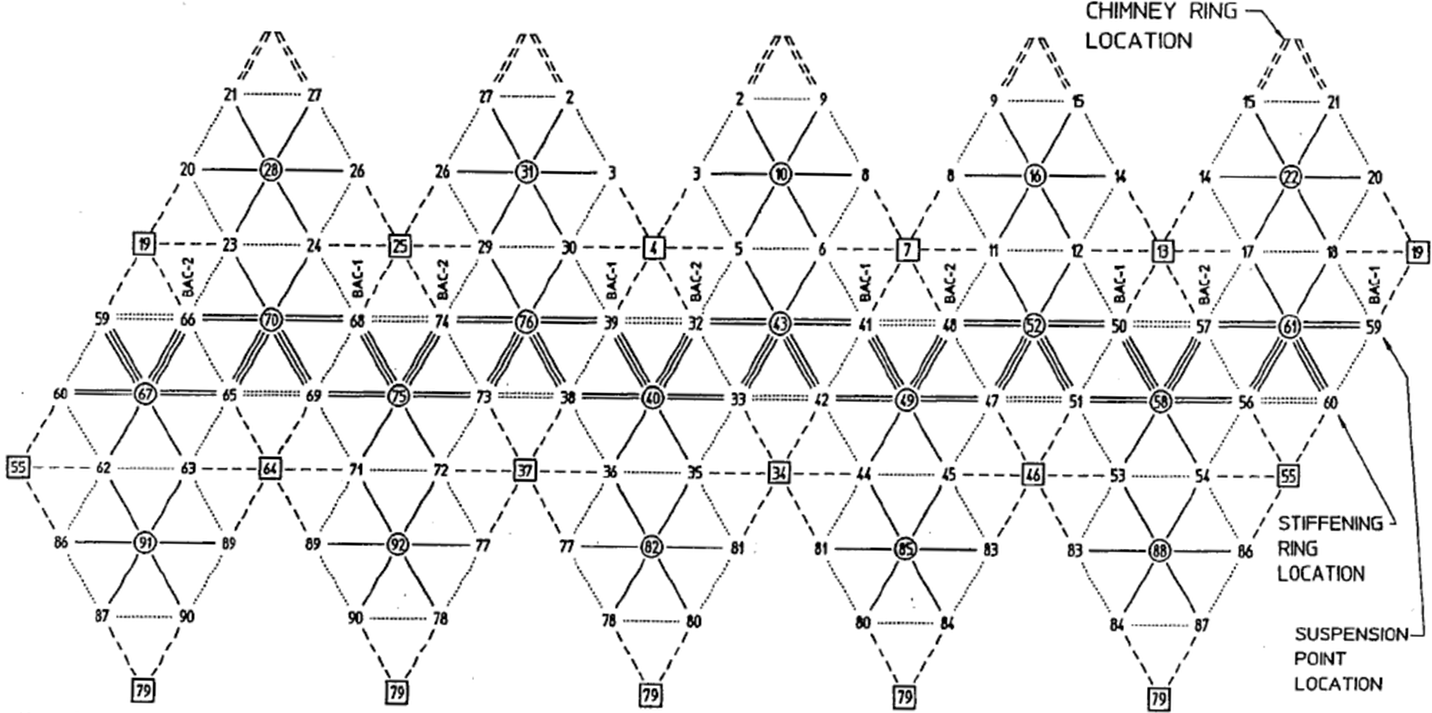 CHIMNEY RING
LOCATION
21 27 27 2 2 9 9 15 15 21
20 28 26 26 31 3 3 10 8 8 16 14 14 22 20
19 23 24 25 29 30 4 5 6 7 11 12 13 17 18 19
BAC-2 BAC-1 BAC-2 BAC-1 BAC-2 BAC-1 BAC-2 BAC-1 BAC-2 BAC-1
59 66 70 68 74 76 39 32 43 41 48 52 50 57 61 59
60 67 65 69 75 73 38 40 33 42 49 47 51 58 56 60
55 62 63 64 71 72 37 36 35 34 44 45 46 53 54 55
86 91 89 89 92 77 77 82 81 81 85 83 83 88 86
STIFFENING
RING
LOCATION
87 90 90 78 78 80 80 84 84 87
SUSPENSION
POINT
LOCATION
79 79 79 79 79